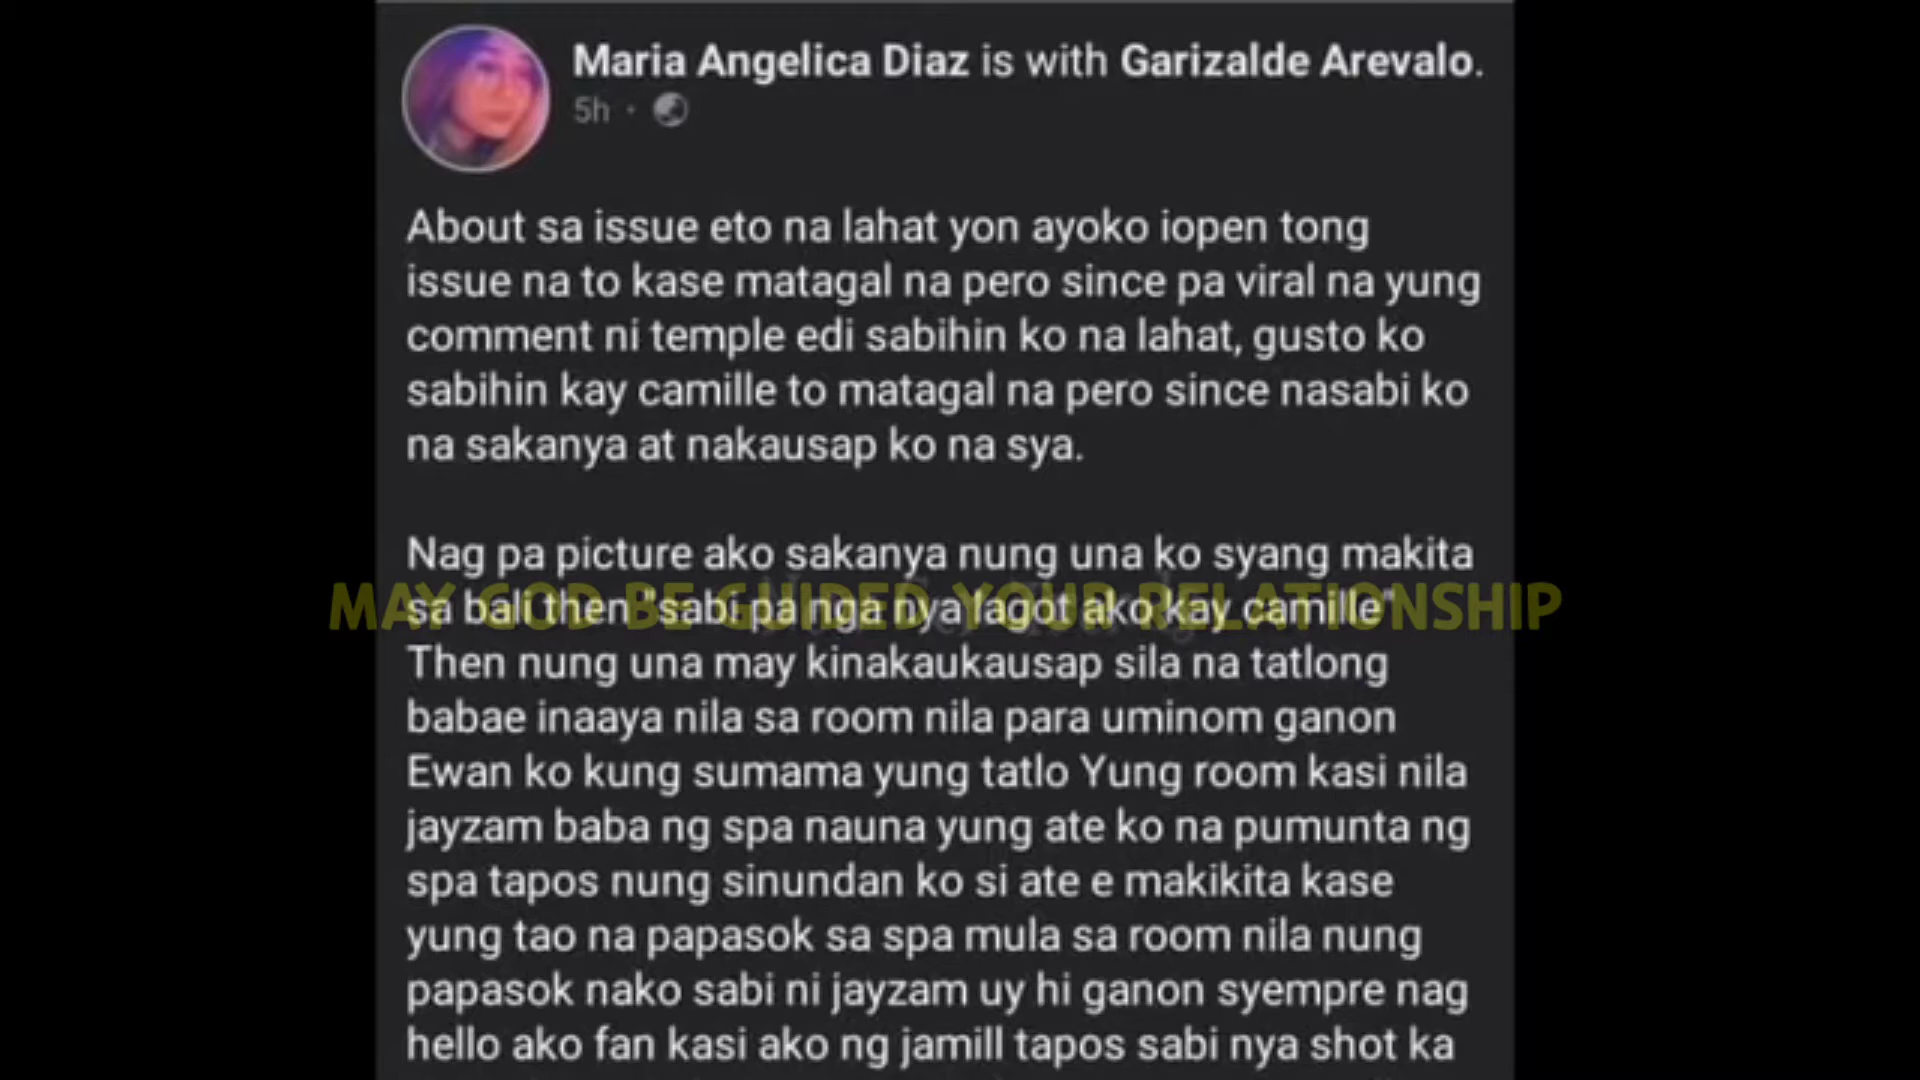 Maria Angelica Diaz is with Garizalde Arevalo.
5h
About sa issue eto na lahat yon ayoko iopen tong
issue na to kase matagal na pero since pa viral na yung
comment ni temple edi sabihin ko na lahat, gusto ko
sabihin kay camille to matagal na pero since nasabi ko
na sakanya at nakausap ko na sya.
Nag pa picture ako sakanya nung una ko syang makita
MAY GOD BE GUIDED YOUR RELATIONSHIP
sa bali then "sabi pa nga nya lagot ako kay camille"
Then nung una may kinakaukausap sila na tatlong
babae inaaya nila sa room nila para uminom ganon
Ewan ko kung sumama yung tatlo Yung room kasi nila
jayzam baba ng spa nauna yung ate ko na pumunta ng
spa tapos nung sinundan ko si ate e makikita kase
yung tao na papasok sa spa mula sa room nila nung
papasok nako sabi ni jayzam uy hi ganon syempre nag
hello ako fan kasi ako ng jamill tapos sabi nya shot ka